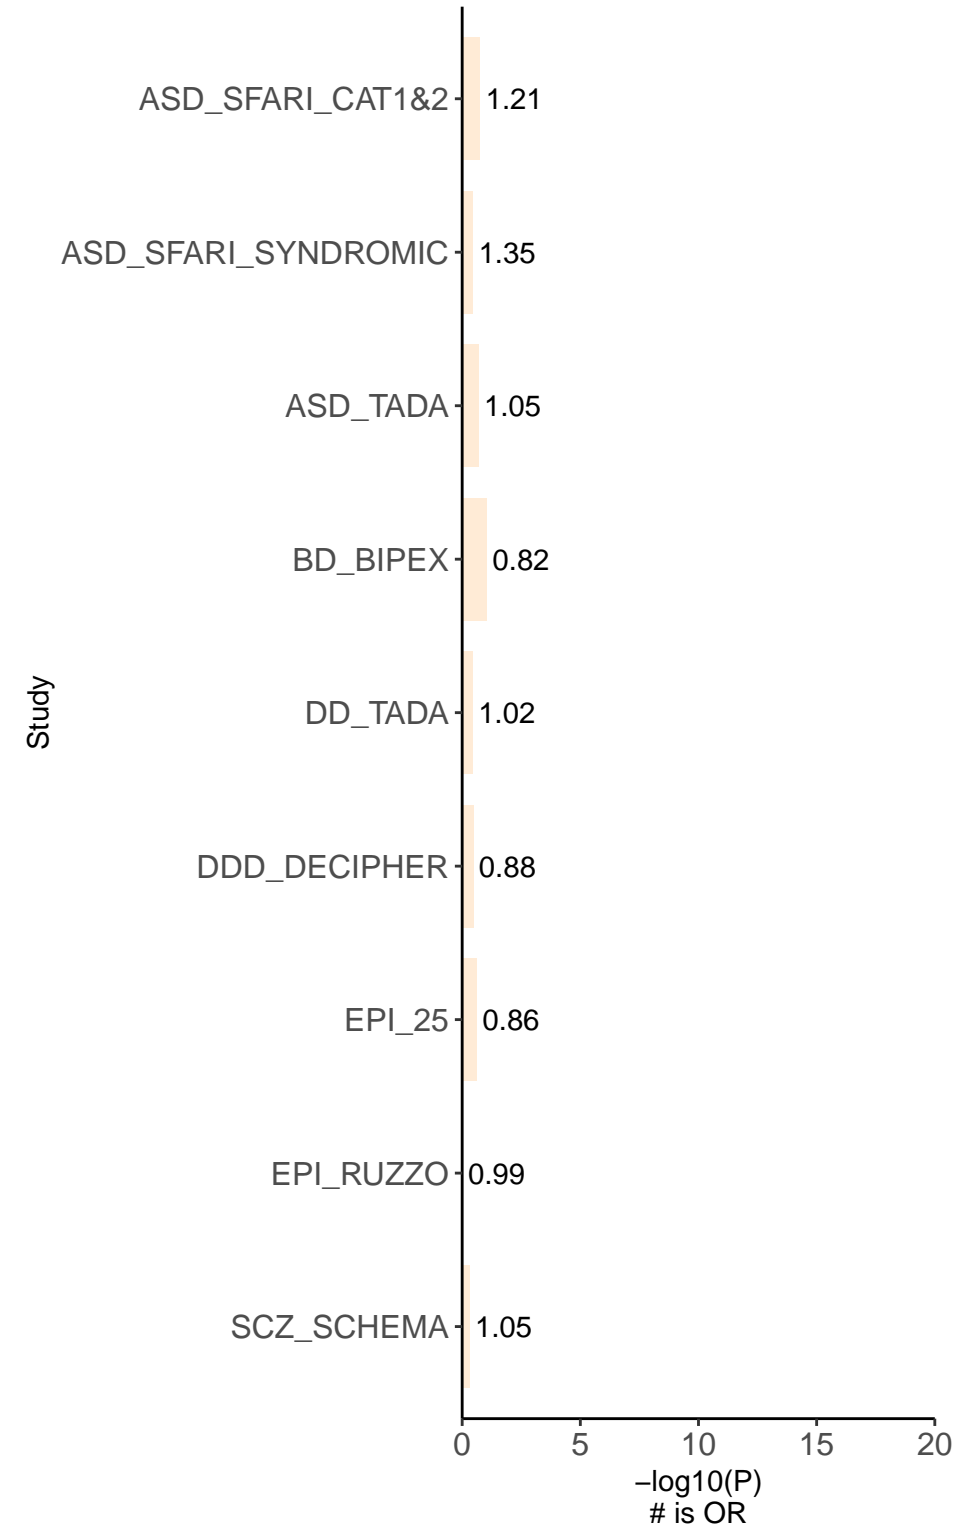 ASD_SFARI_CAT1&2
1.21
ASD_SFARI_SYNDROMIC
1.35
ASD_TADA
1.05
BD_BIPEX
0.82
DD_TADA
1.02
DDD_DECIPHER
0.88
EPI_25
0.86
EPI_RUZZO
0.99
SCZ_SCHEMA
1.05
Study
0 5 10 15 20
−log10(P)
# is OR